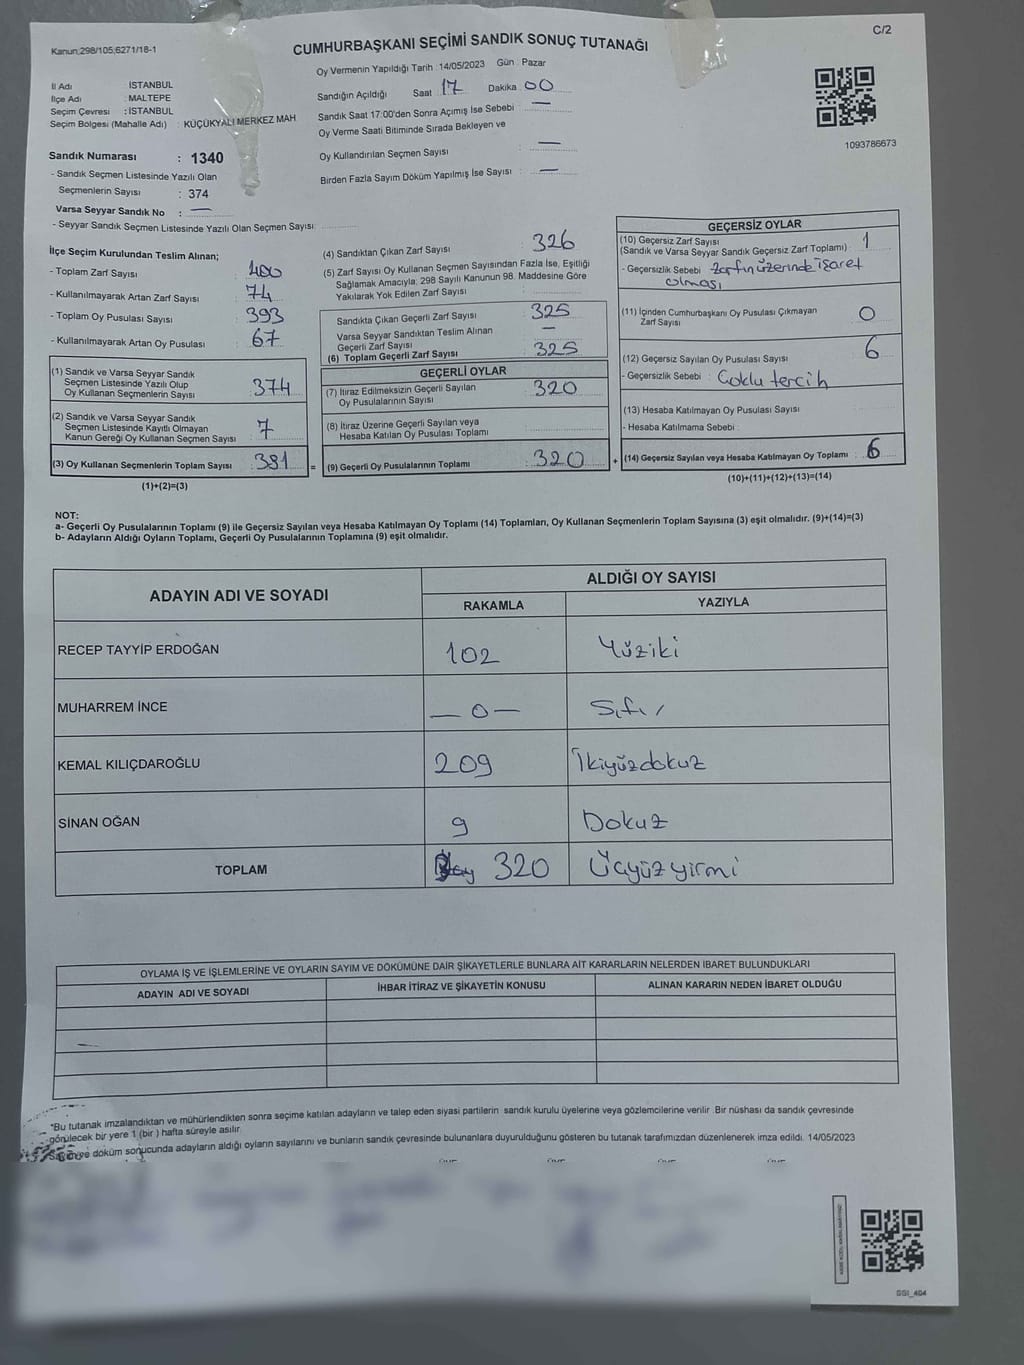 C/2
Kanun;298/105;6271/18-1
CUMHURBAŞKANI SEÇİMİ SANDIK SONUÇ TUTANAĞI
Oy Vermenin Yapıldığı Tarih :14/05/2023 Gün : Pazar
İl Adı : İSTANBUL
İlçe Adı : MALTEPE
Seçim Çevresi : İSTANBUL
Seçim Bölgesi (Mahalle Adı) : KÜÇÜKYALI MERKEZ MAH
Sandık Numarası : 1340
- Sandık Seçmen Listesinde Yazılı Olan
Seçmenlerin Sayısı : 374
Varsa Seyyar Sandık No : —
- Seyyar Sandık Seçmen Listesinde Yazılı Olan Seçmen Sayısı :
Sandığın Açıldığı Saat : 17 Dakika : 00
Sandık Saat 17:00'den Sonra Açımış İse Sebebi : —
Oy Verme Saati Bitiminde Sırada Bekleyen ve
Oy Kullandırılan Seçmen Sayısı : —
Birden Fazla Sayım Döküm Yapılmış İse Sayısı : —
1093786673
İlçe Seçim Kurulundan Teslim Alınan;
- Toplam Zarf Sayısı : 400
- Kullanılmayarak Artan Zarf Sayısı : 74
- Toplam Oy Pusulası Sayısı : 393
- Kullanılmayarak Artan Oy Pusulası : 67
(1) Sandık ve Varsa Seyyar Sandık
Seçmen Listesinde Yazılı Olup
Oy Kullanan Seçmenlerin Sayısı : 374
(2) Sandık ve Varsa Seyyar Sandık
Seçmen Listesinde Kayıtlı Olmayan
Kanun Gereği Oy Kullanan Seçmen Sayısı : 7
(3) Oy Kullanan Seçmenlerin Toplam Sayısı : 381 =
(1)+(2)=(3)
(4) Sandıktan Çıkan Zarf Sayısı : 326
(5) Zarf Sayısı Oy Kullanan Seçmen Sayısından Fazla İse, Eşitliği
Sağlamak Amacıyla; 298 Sayılı Kanunun 98. Maddesine Göre
Yakılarak Yok Edilen Zarf Sayısı :
Sandıkta Çıkan Geçerli Zarf Sayısı : 325
Varsa Seyyar Sandıktan Teslim Alınan
Geçerli Zarf Sayısı : —
(6) Toplam Geçerli Zarf Sayısı : 325
GEÇERLİ OYLAR
(7) İtiraz Edilmeksizin Geçerli Sayılan
Oy Pusulalarının Sayısı : 320
(8) İtiraz Üzerine Geçerli Sayılan veya
Hesaba Katılan Oy Pusulası Toplamı :
(9) Geçerli Oy Pusulalarının Toplamı : 320 +
GEÇERSİZ OYLAR
(10) Geçersiz Zarf Sayısı : 1
(Sandık ve Varsa Seyyar Sandık Geçersiz Zarf Toplamı)
- Geçersizlik Sebebi : Zarfın üzerinde işaret
olması
(11) İçinden Cumhurbaşkanı Oy Pusulası Çıkmayan
Zarf Sayısı : 0
(12) Geçersiz Sayılan Oy Pusulası Sayısı : 6
- Geçersizlik Sebebi : Çoklu tercih
(13) Hesaba Katılmayan Oy Pusulası Sayısı :
- Hesaba Katılmama Sebebi :
(14) Geçersiz Sayılan veya Hesaba Katılmayan Oy Toplamı : 6
(10)+(11)+(12)+(13)=(14)
NOT:
a- Geçerli Oy Pusulalarının Toplamı (9) ile Geçersiz Sayılan veya Hesaba Katılmayan Oy Toplamı (14) Toplamları, Oy Kullanan Seçmenlerin Toplam Sayısına (3) eşit olmalıdır. (9)+(14)=(3)
b- Adayların Aldığı Oyların Toplamı, Geçerli Oy Pusulalarının Toplamına (9) eşit olmalıdır.
ADAYIN ADI VE SOYADI
ALDIĞI OY SAYISI
RAKAMLA YAZIYLA
RECEP TAYYİP ERDOĞAN 102 Yüziki
MUHARREM İNCE — 0 — Sıfır
KEMAL KILIÇDAROĞLU 209 İkiyüzdokuz
SİNAN OĞAN 9 Dokuz
TOPLAM 320 Üçyüzyirmi
OYLAMA İŞ VE İŞLEMLERİNE VE OYLARIN SAYIM VE DÖKÜMÜNE DAİR ŞİKAYETLERLE BUNLARA AİT KARARLARIN NELERDEN İBARET BULUNDUKLARI
ADAYIN ADI VE SOYADI İHBAR İTİRAZ VE ŞİKAYETİN KONUSU ALINAN KARARIN NEDEN İBARET OLDUĞU
"Bu tutanak imzalandıktan ve mühürlendikten sonra seçime katılan adayların ve talep eden siyasi partilerin sandık kurulu üyelerine veya gözlemcilerine verilir. Bir nüshası da sandık çevresinde
görülecek bir yere 1 (bir) hafta süreyle asılır.
Sayım ve döküm sonucunda adayların aldığı oyların sayılarını ve bunların sandık çevresinde bulunanlara duyurulduğunu gösteren bu tutanak tarafımızdan düzenlenerek imza edildi. 14/05/2023
GGI_404